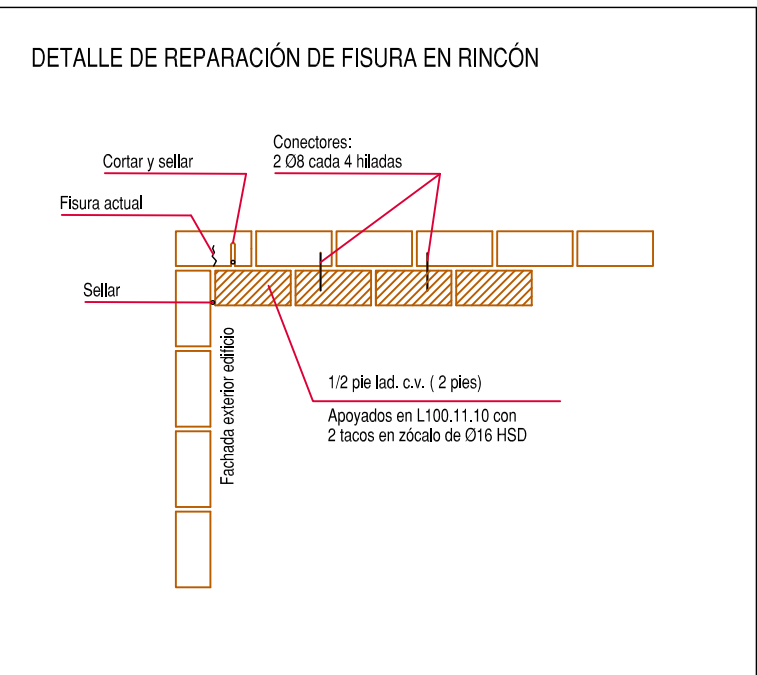 DETALLE DE REPARACIÓN DE FISURA EN RINCÓN
Conectores:
2 Ø8 cada 4 hiladas
Cortar y sellar
Fisura actual
Sellar
Fachada exterior edificio
1/2 pie lad. c.v. ( 2 pies)
Apoyados en L100.11.10 con
2 tacos en zócalo de Ø16 HSD